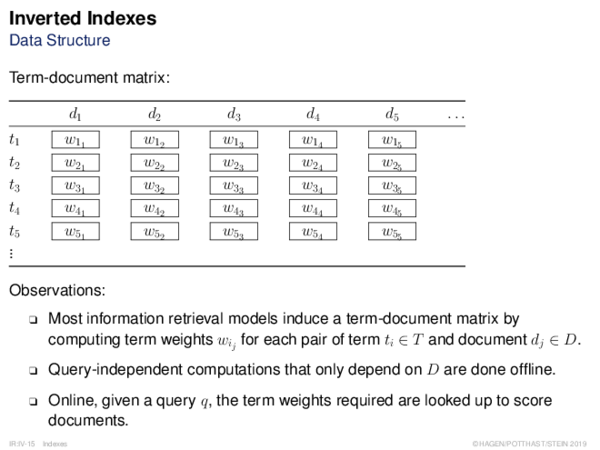 Inverted Indexes
Data Structure
Term-document matrix:
d1 d2 d3 d4 d5 ...
t1 w11 w12 w13 w14 w15
t2 w21 w22 w23 w24 w25
t3 w31 w32 w33 w34 w35
t4 w41 w42 w43 w44 w45
t5 w51 w52 w53 w54 w55
⋮
Observations:
❑ Most information retrieval models induce a term-document matrix by
computing term weights wij for each pair of term ti ∈ T and document dj ∈ D.
❑ Query-independent computations that only depend on D are done offline.
❑ Online, given a query q, the term weights required are looked up to score
documents.
IR:IV-15 Indexes ©HAGEN/POTTHAST/STEIN 2019